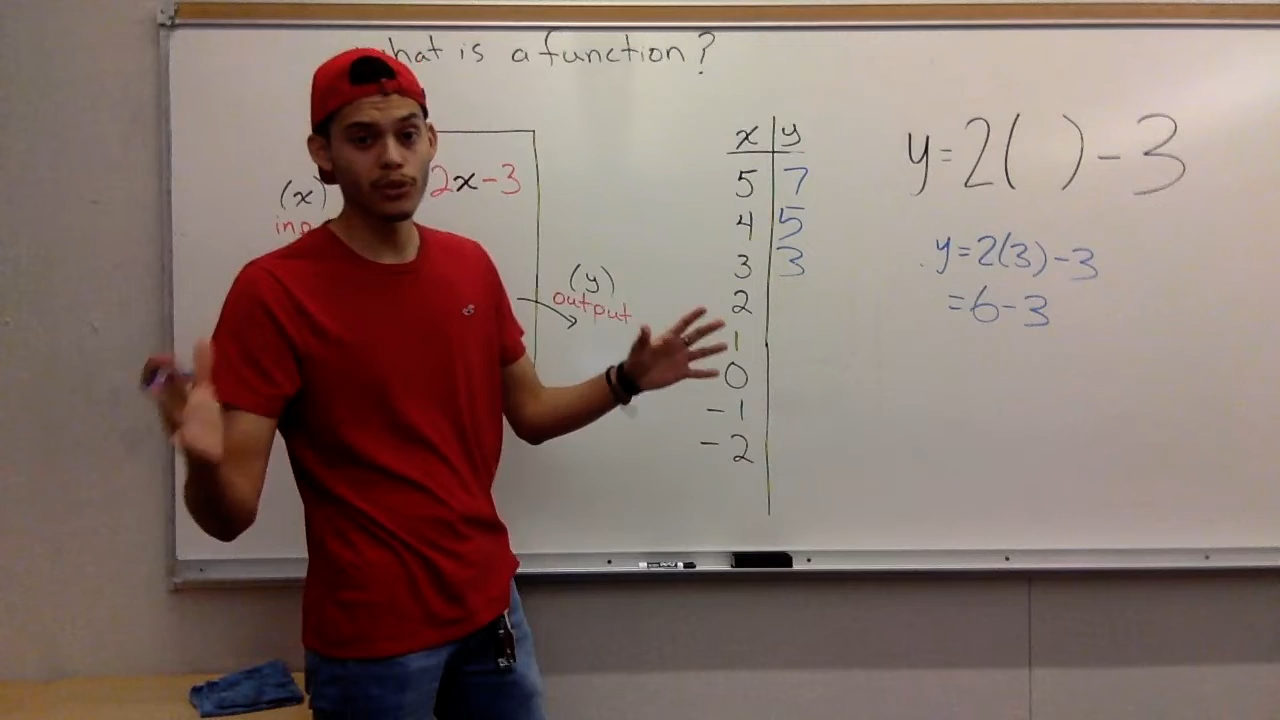 hat is a function?
(x)
2x-3
(y)
output
x y
5 7
4 5
3 3
2
1
0
-1
-2
y=2( )-3
y=2(3)-3
=6-3